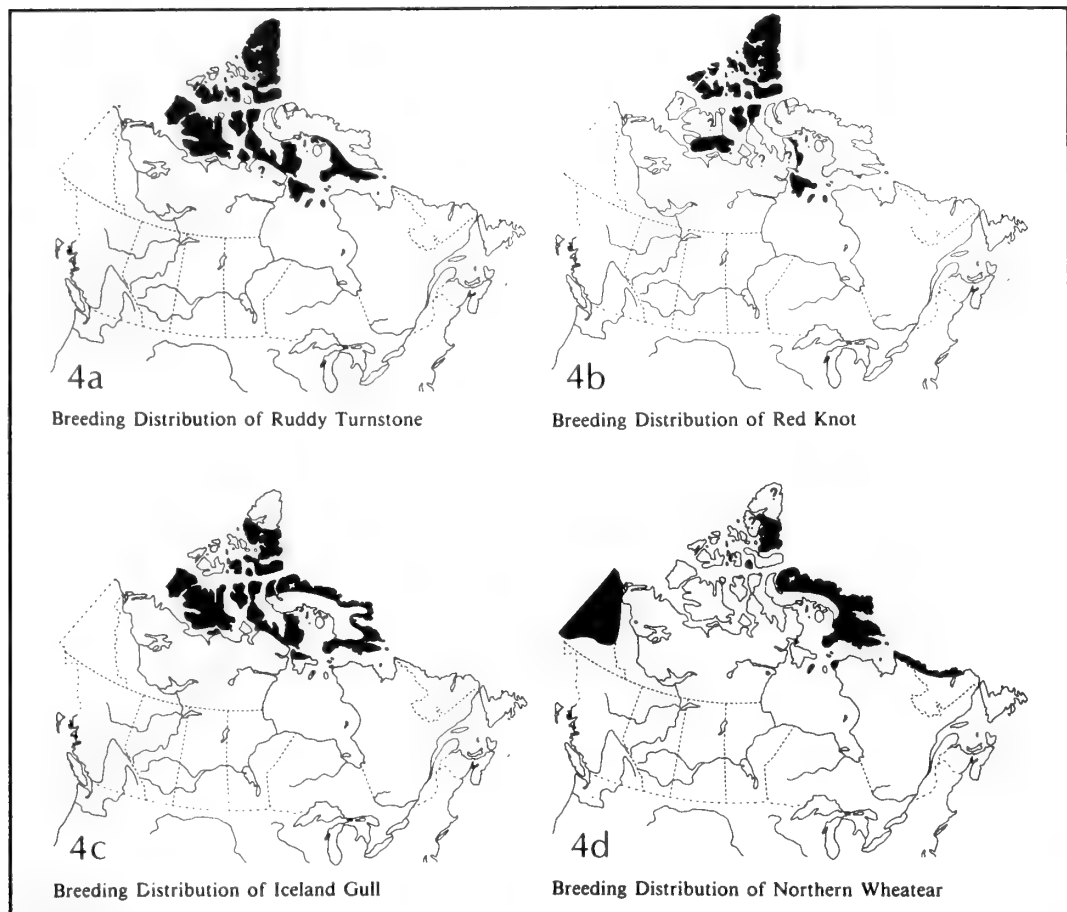 4a
Breeding Distribution of Ruddy Turnstone
?
?
?
4b
Breeding Distribution of Red Knot
4c
Breeding Distribution of Iceland Gull
?
?
4d
Breeding Distribution of Northern Wheatear